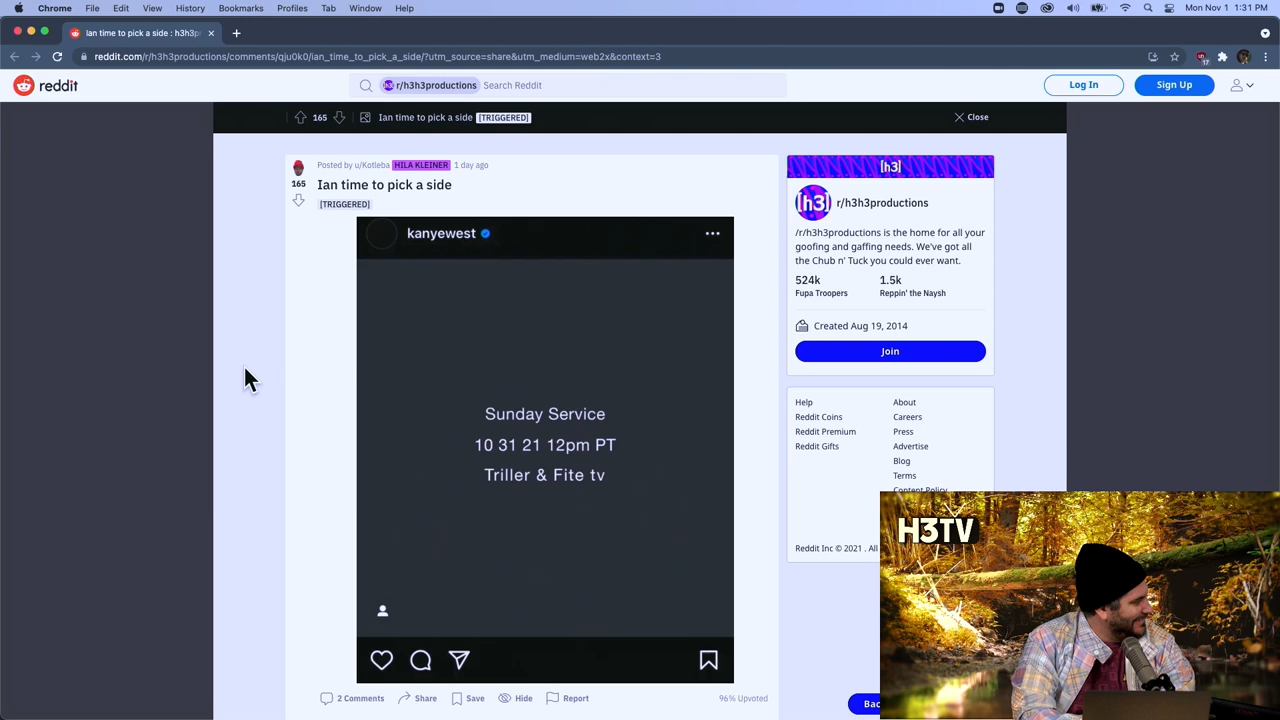 Chrome File Edit View History Bookmarks Profiles Tab Window Help Mon Nov 1 1:31 PM
Ian time to pick a side : h3h3p
reddit.com/r/h3h3productions/comments/qju0k0/ian_time_to_pick_a_side/?utm_source=share&utm_medium=web2x&context=3
17
reddit r/h3h3productions Search Reddit Log In Sign Up
165 Ian time to pick a side [TRIGGERED] Close
Posted by u/Kotleba HILA KLEINER 1 day ago
165
Ian time to pick a side
[TRIGGERED]
kanyewest
Sunday Service
10 31 21 12pm PT
Triller & Fite tv
2 Comments Share Save Hide Report 96% Upvoted
[h3]
[h3] r/h3h3productions
/r/h3h3productions is the home for all your
goofing and gaffing needs. We've got all
the Chub n' Tuck you could ever want.
524k 1.5k
Fupa Troopers Reppin' the Naysh
Created Aug 19, 2014
Join
Help About
Reddit Coins Careers
Reddit Premium Press
Reddit Gifts Advertise
Blog
Terms
Content Policy
Reddit Inc © 2021 . All
Bac
H3TV